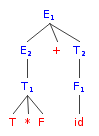 E₁
E₂ + T₂
T₁ F₁
T * F id